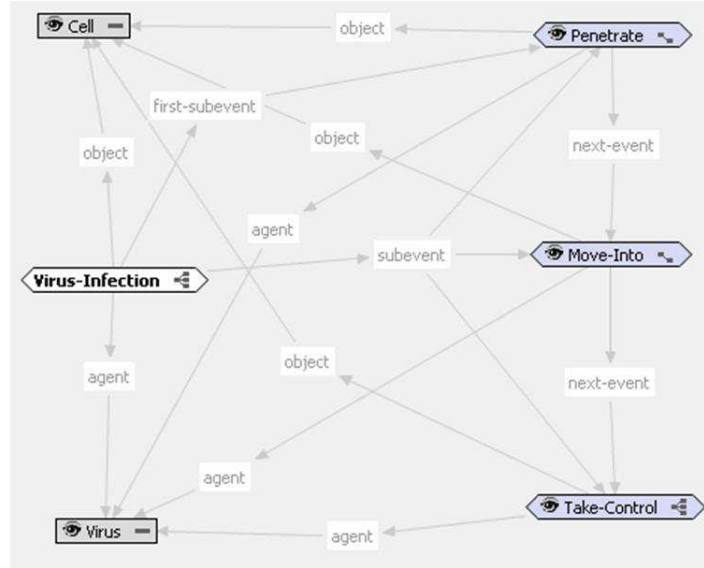 Cell
object
Penetrate
first-subevent
object
object
next-event
agent
subevent
Move-Into
Virus-Infection
object
agent
next-event
agent
Virus
agent
Take-Control